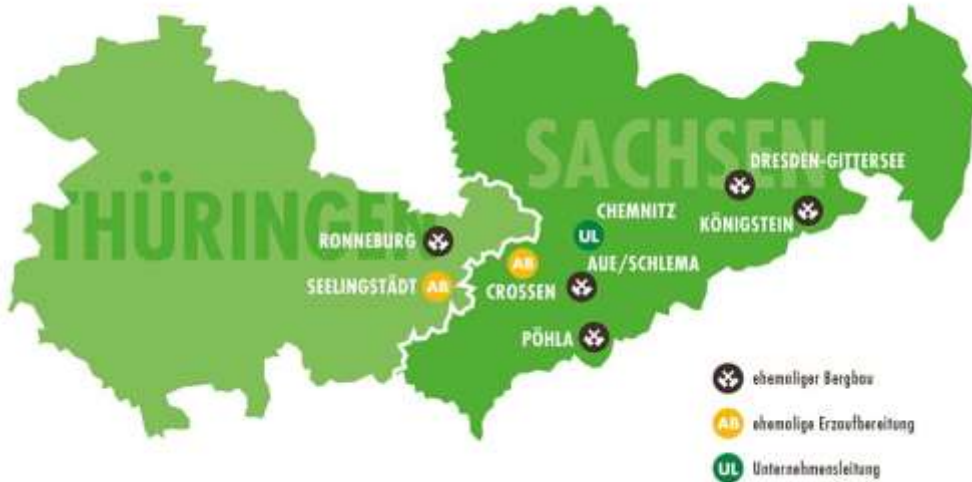 SACHSEN
THÜRINGEN
DRESDEN-GITTERSEE
KÖNIGSTEIN
CHEMNITZ
UL
RONNEBURG
AUE/SCHLEMA
AB
CROSSEN
SEELINGSTÄDT AB
PÖHLA
ehemaliger Bergbau
AB ehemalige Erzaufbereitung
UL Unternehmensleitung